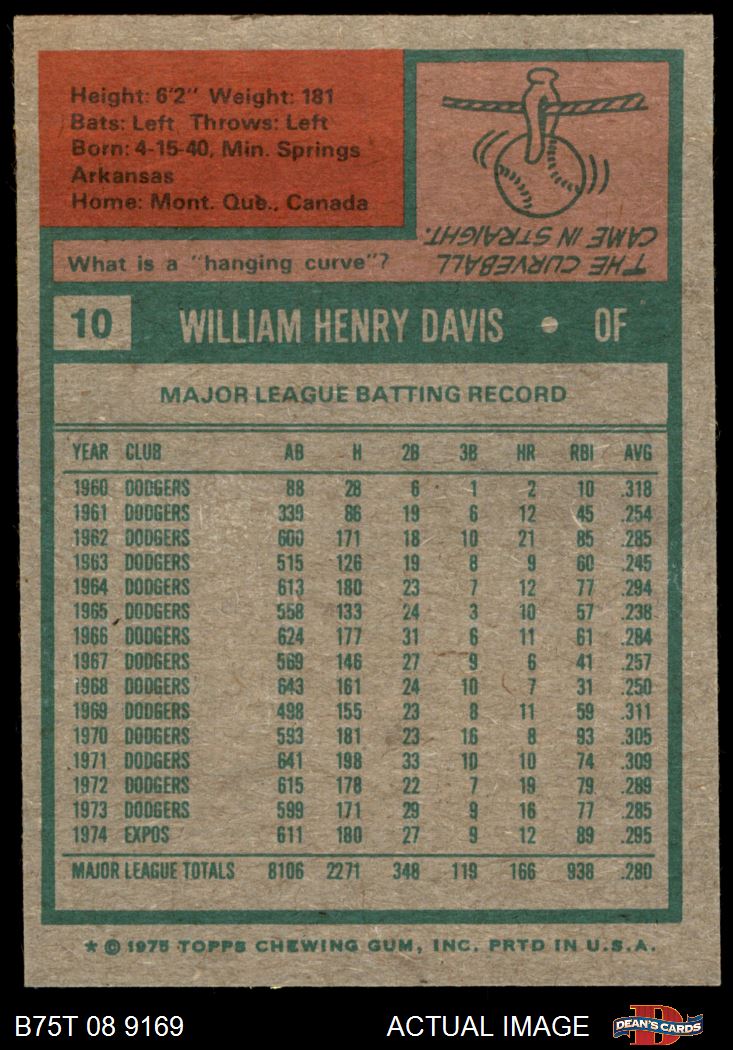 Height: 6'2" Weight: 181
Bats: Left Throws: Left
Born: 4-15-40, Min. Springs
Arkansas
Home: Mont. Que., Canada
What is a "hanging curve"?
THE CURVEBALL
CAME IN STRAIGHT.
10 WILLIAM HENRY DAVIS • OF
MAJOR LEAGUE BATTING RECORD
YEAR CLUB AB H 2B 3B HR RBI AVG
1960 DODGERS 88 28 6 1 2 10 .318
1961 DODGERS 339 86 19 6 12 45 .254
1962 DODGERS 600 171 18 10 21 85 .285
1963 DODGERS 515 126 19 8 9 60 .245
1964 DODGERS 613 180 23 7 12 77 .294
1965 DODGERS 558 133 24 3 10 57 .238
1966 DODGERS 624 177 31 6 11 61 .284
1967 DODGERS 569 146 27 9 6 41 .257
1968 DODGERS 643 161 24 10 7 31 .250
1969 DODGERS 498 155 23 8 11 59 .311
1970 DODGERS 593 181 23 16 8 93 .305
1971 DODGERS 641 198 33 10 10 74 .309
1972 DODGERS 615 178 22 7 19 79 .289
1973 DODGERS 599 171 29 9 16 77 .285
1974 EXPOS 611 180 27 9 12 89 .295
MAJOR LEAGUE TOTALS 8106 2271 348 119 166 938 .280
★ © 1975 TOPPS CHEWING GUM, INC. PRTD IN U.S.A.
B75T 08 9169 ACTUAL IMAGE DEAN'S CARDS